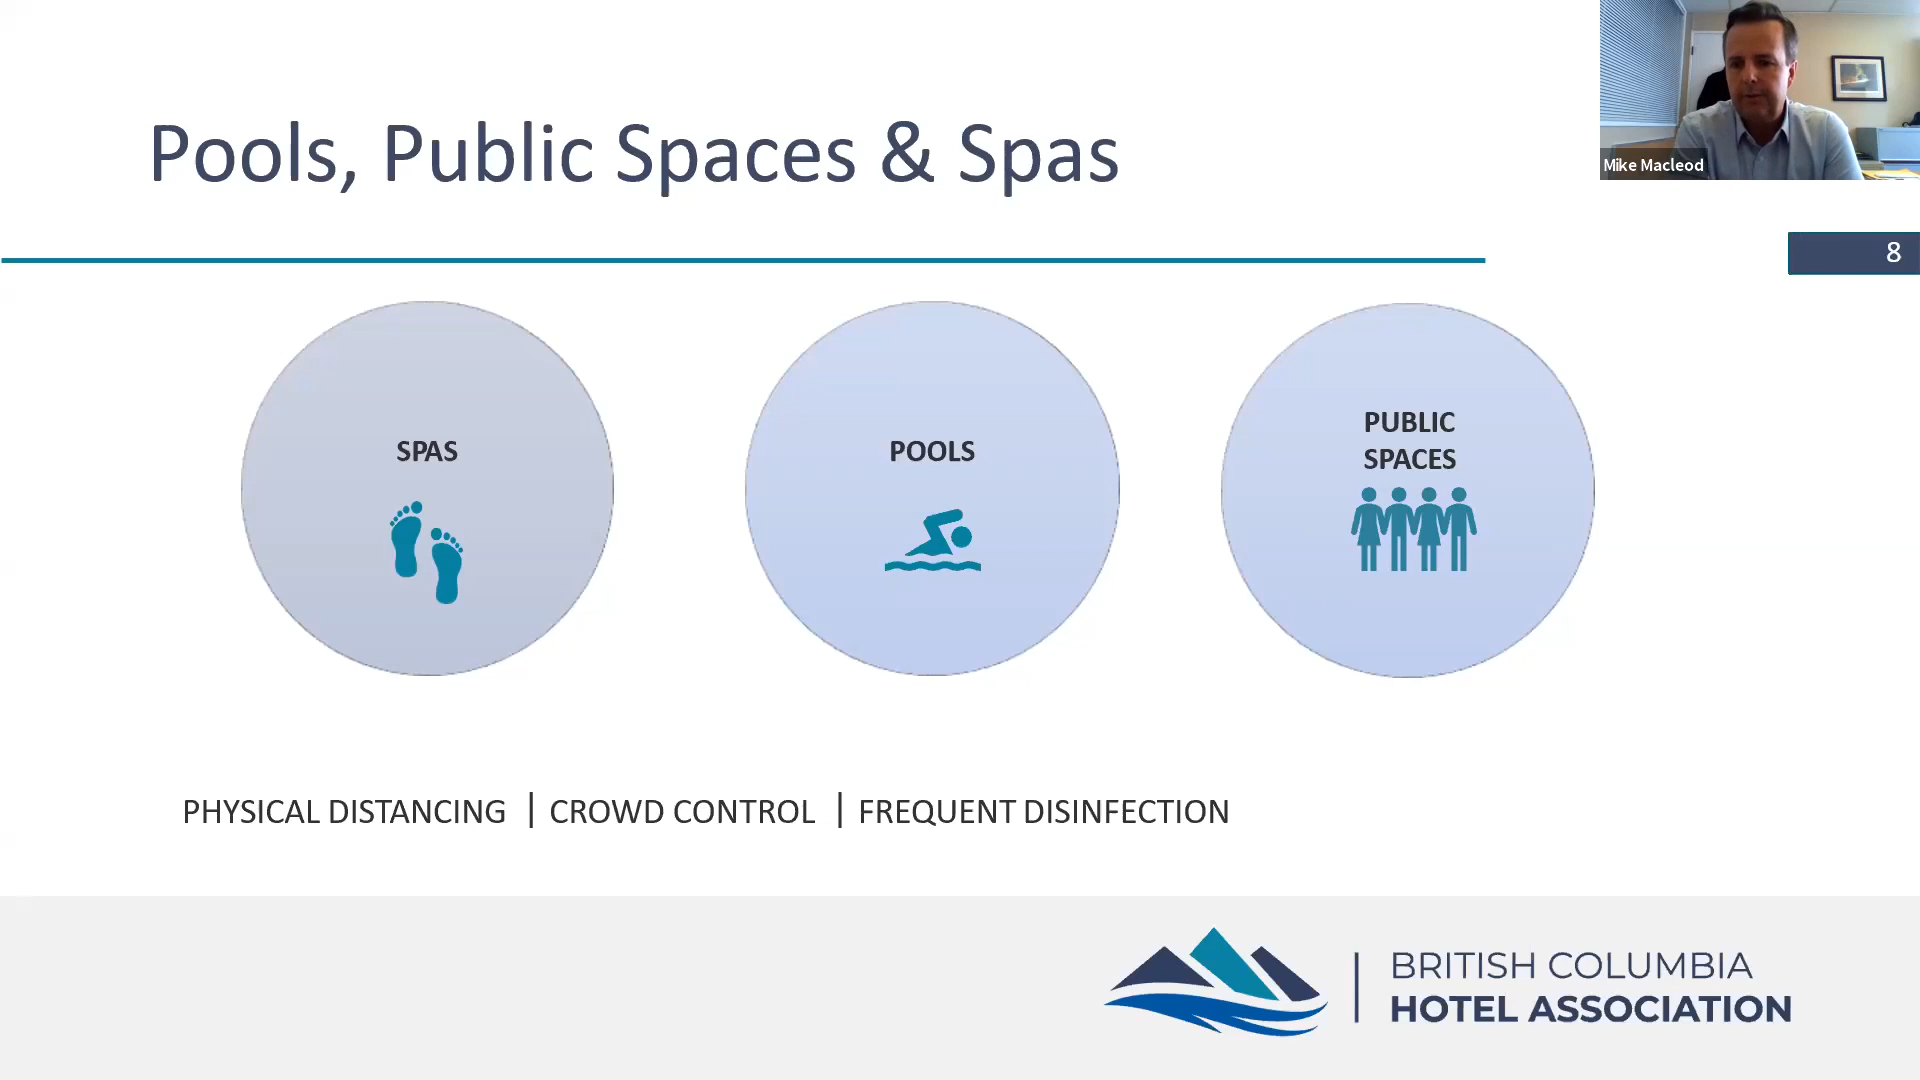 Pools, Public Spaces & Spas
Mike Macleod
8
SPAS
POOLS
PUBLIC
SPACES
PHYSICAL DISTANCING | CROWD CONTROL | FREQUENT DISINFECTION
BRITISH COLUMBIA
HOTEL ASSOCIATION